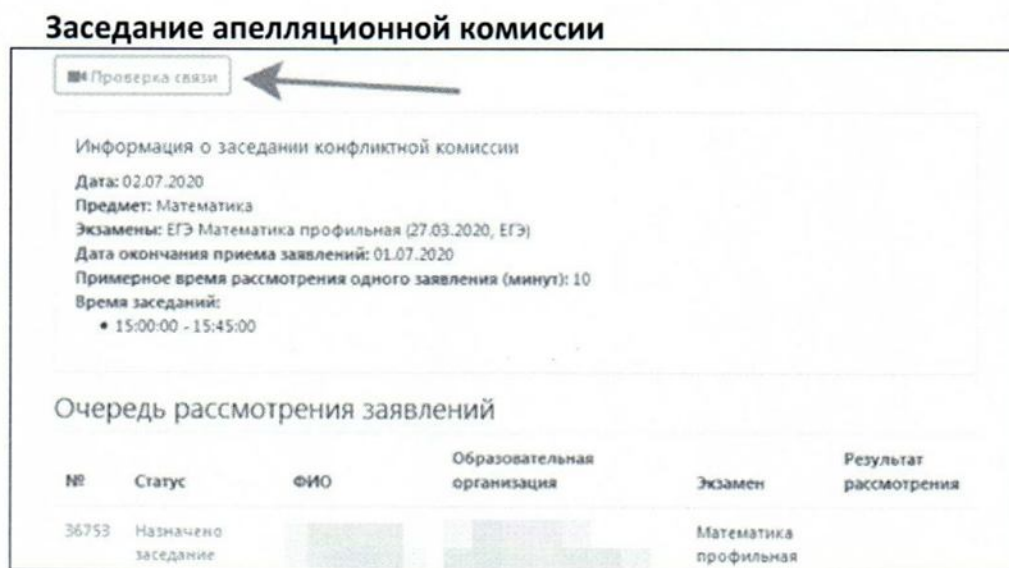 Заседание апелляционной комиссии
Проверка связи
Информация о заседании конфликтной комиссии
Дата: 02.07.2020
Предмет: Математика
Экзамены: ЕГЭ Математика профильная (27.03.2020, ЕГЭ)
Дата окончания приема заявлений: 01.07.2020
Примерное время рассмотрения одного заявления (минут): 10
Время заседаний:
• 15:00:00 - 15:45:00
Очередь рассмотрения заявлений
№ Статус ФИО Образовательная организация Экзамен Результат рассмотрения
36753 Назначено заседание Математика профильная